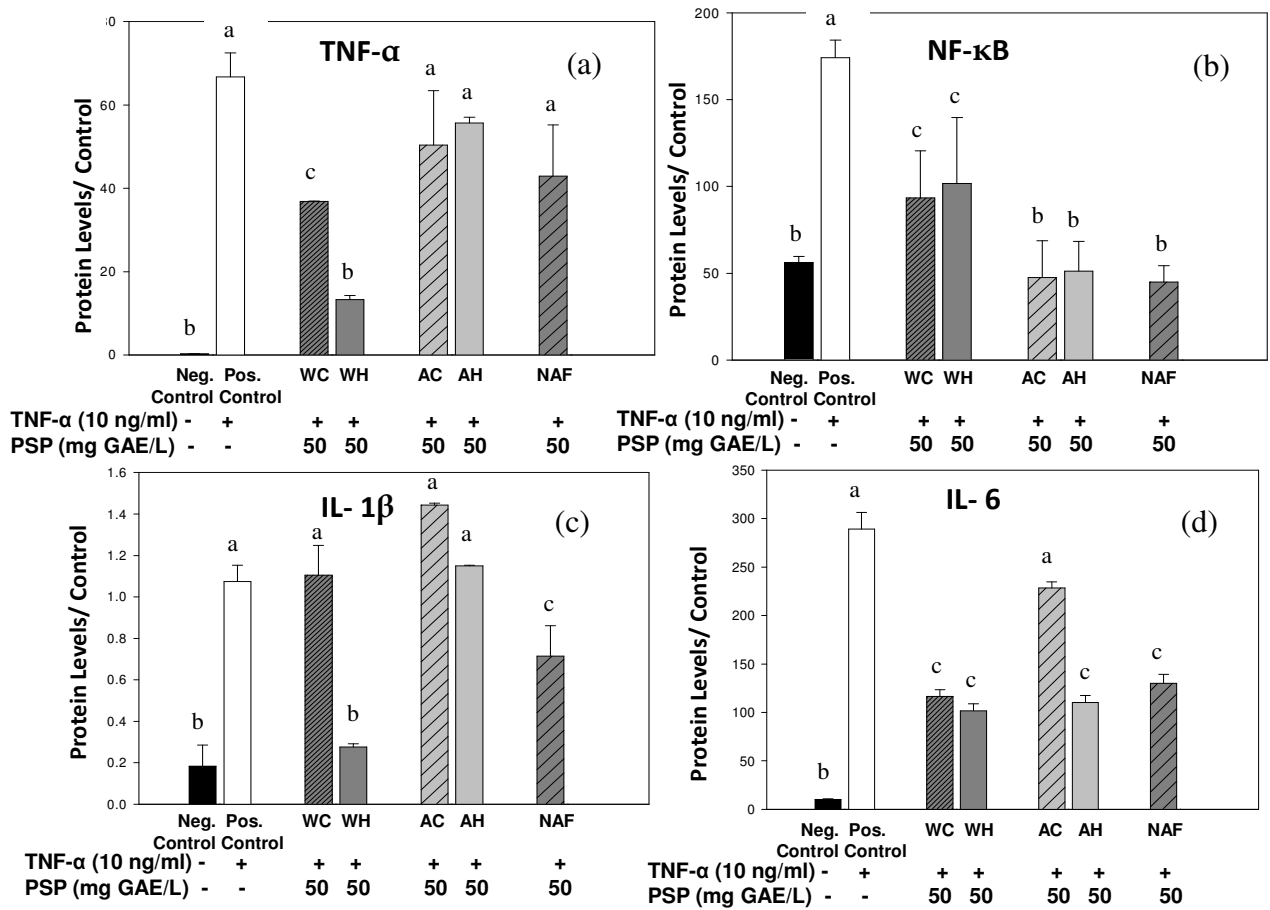 TNF-α
(a)
Protein Levels/ Control
80
60
40
20
0
b
a
c
b
a
a
a
Neg. Pos. WC WH AC AH NAF
Control Control
TNF-α (10 ng/ml) - + + + + + +
PSP (mg GAE/L) - - 50 50 50 50 50
NF-κB
(b)
Protein Levels/ Control
200
150
100
50
0
b
a
c
c
b
b
b
Neg. Pos. WC WH AC AH NAF
Control Control
TNF-α (10 ng/ml) - + + + + + +
PSP (mg GAE/L) - - 50 50 50 50 50
IL- 1β
(c)
Protein Levels/ Control
1.6
1.4
1.2
1.0
0.8
0.6
0.4
0.2
0.0
b
a
a
b
a
a
c
Neg. Pos. WC WH AC AH NAF
Control Control
TNF-α (10 ng/ml) - + + + + + +
PSP (mg GAE/L) - - 50 50 50 50 50
IL- 6
(d)
Protein Levels/ Control
350
300
250
200
150
100
50
0
b
a
c
c
a
c
c
Neg. Pos. WC WH AC AH NAF
Control Control
TNF-α (10 ng/ml) - + + + + + +
PSP (mg GAE/L) - - 50 50 50 50 50